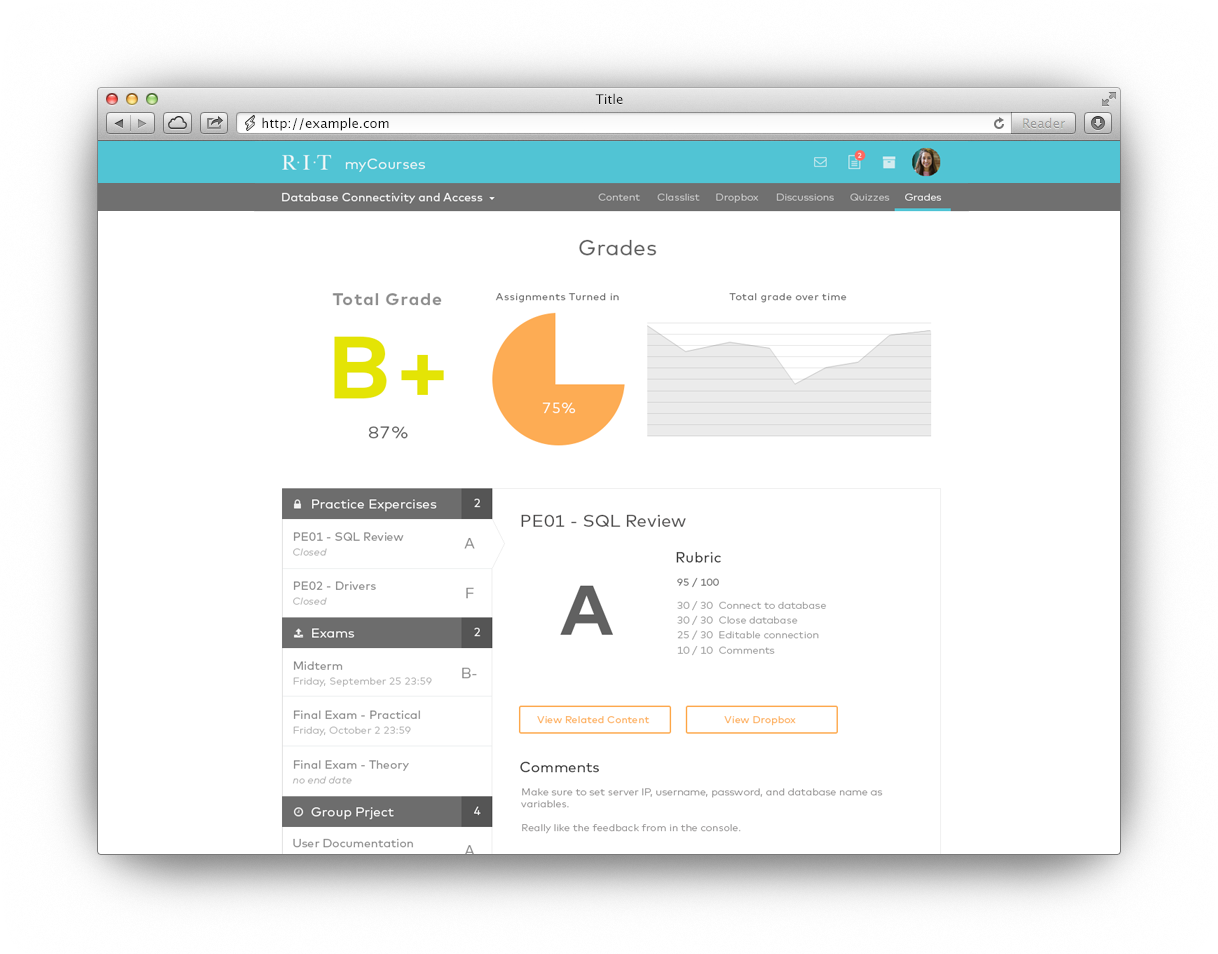 Title
http://example.com
Reader
R·I·T myCourses
2
Database Connectivity and Access
Content Classlist Dropbox Discussions Quizzes Grades
Grades
Total Grade
B+
87%
Assignments Turned in
75%
Total grade over time
Practice Expercises 2
PE01 - SQL Review
Closed
A
PE02 - Drivers
Closed
F
Exams 2
Midterm
Friday, September 25 23:59
B-
Final Exam - Practical
Friday, October 2 23:59
Final Exam - Theory
no end date
Group Prject 4
User Documentation
A
PE01 - SQL Review
A
Rubric
95 / 100
30 / 30 Connect to database
30 / 30 Close database
25 / 30 Editable connection
10 / 10 Comments
View Related Content
View Dropbox
Comments
Make sure to set server IP, username, password, and database name as
variables.
Really like the feedback from in the console.